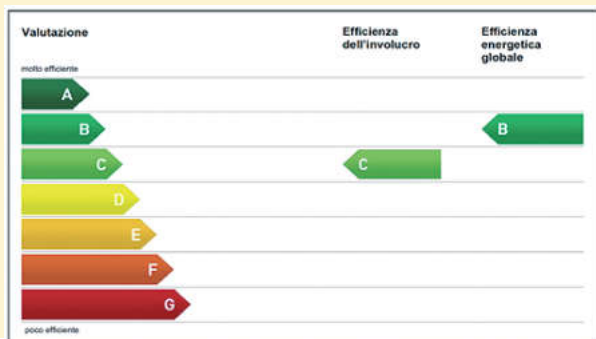 Valutazione
Efficienza
dell'involucro
Efficienza
energetica
globale
molto efficiente
A
B
B
C
C
D
E
F
G
poco efficiente